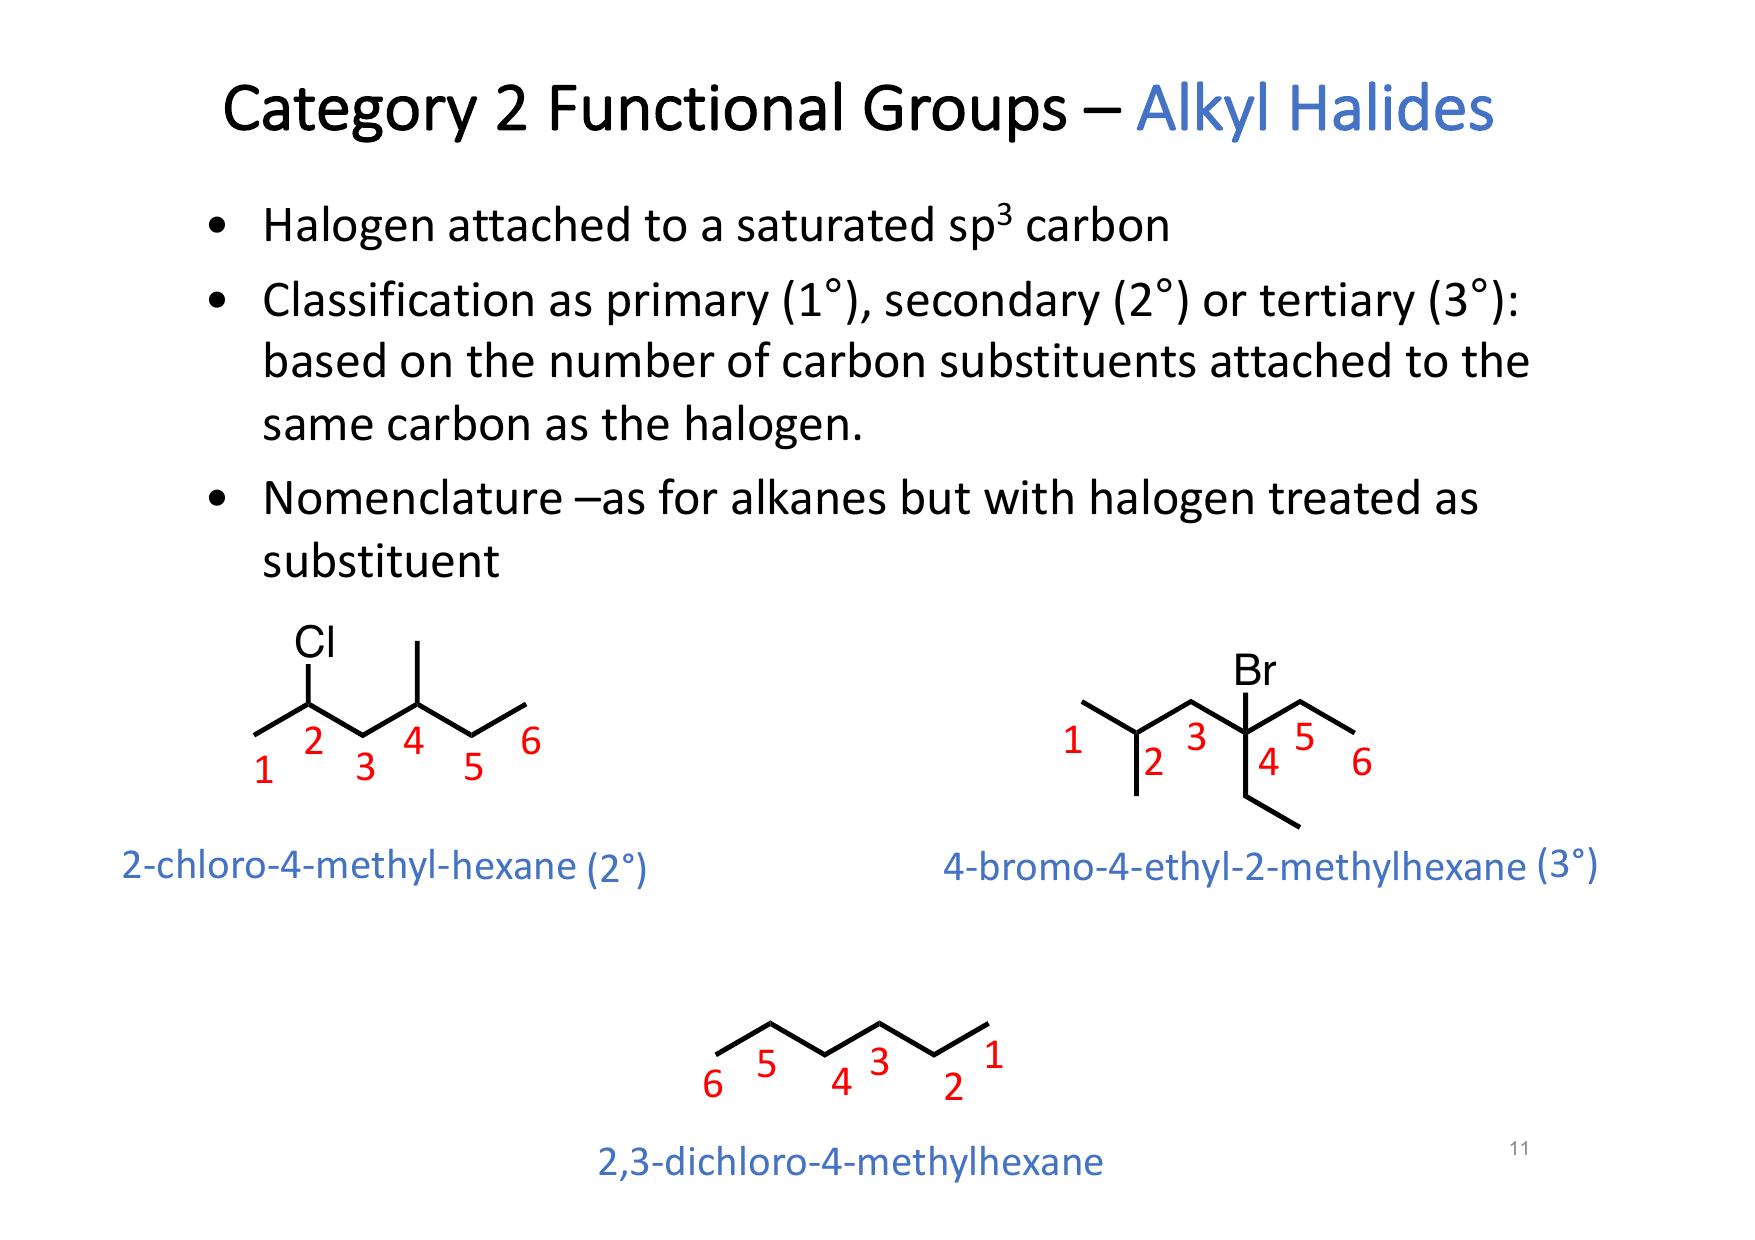 Category 2 Functional Groups – Alkyl Halides
• Halogen attached to a saturated sp³ carbon
• Classification as primary (1°), secondary (2°) or tertiary (3°):
based on the number of carbon substituents attached to the
same carbon as the halogen.
• Nomenclature –as for alkanes but with halogen treated as
substituent
Cl
1 2 3 4 5 6
2-chloro-4-methyl-hexane (2°)
Br
1 2 3 4 5 6
4-bromo-4-ethyl-2-methylhexane (3°)
6 5 4 3 2 1
2,3-dichloro-4-methylhexane
11